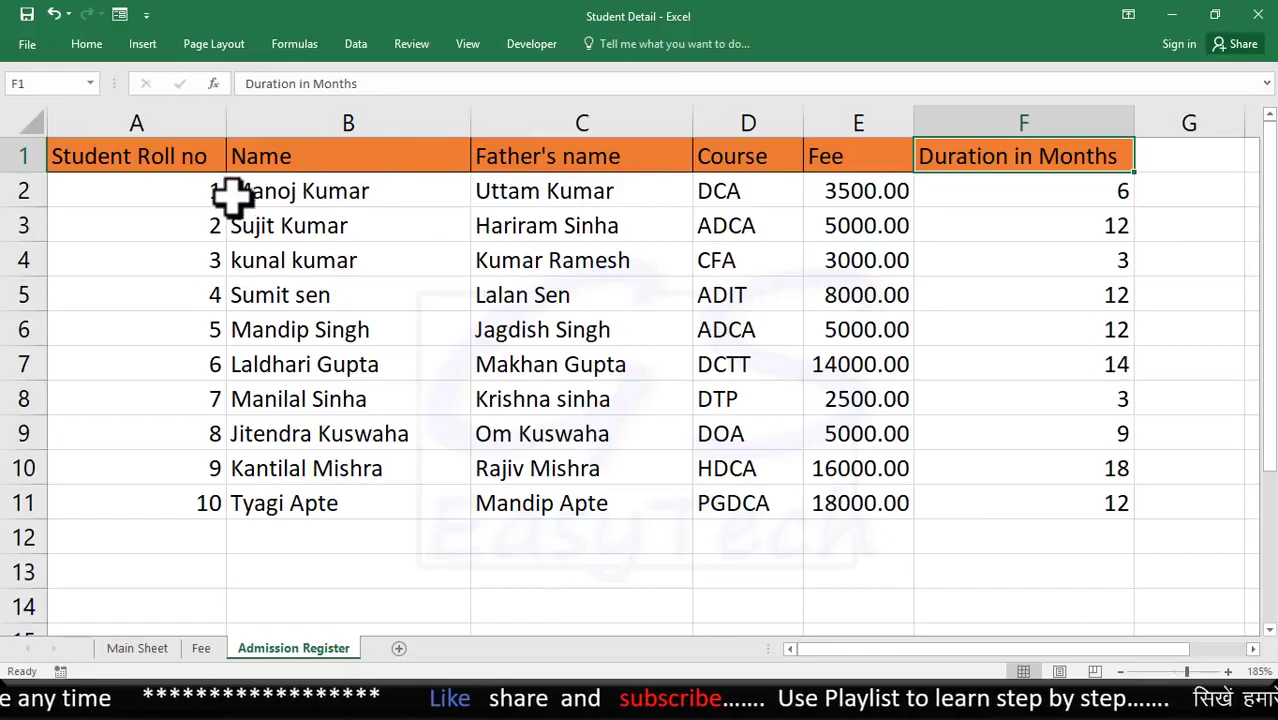 Student Detail - Excel
File Home Insert Page Layout Formulas Data Review View Developer Tell me what you want to do... Sign in Share
F1 fx Duration in Months
A B C D E F G
1 Student Roll no Name Father's name Course Fee Duration in Months
2 1 Manoj Kumar Uttam Kumar DCA 3500.00 6
3 2 Sujit Kumar Hariram Sinha ADCA 5000.00 12
4 3 kunal kumar Kumar Ramesh CFA 3000.00 3
5 4 Sumit sen Lalan Sen ADIT 8000.00 12
6 5 Mandip Singh Jagdish Singh ADCA 5000.00 12
7 6 Laldhari Gupta Makhan Gupta DCTT 14000.00 14
8 7 Manilal Sinha Krishna sinha DTP 2500.00 3
9 8 Jitendra Kuswaha Om Kuswaha DOA 5000.00 9
10 9 Kantilal Mishra Rajiv Mishra HDCA 16000.00 18
11 10 Tyagi Apte Mandip Apte PGDCA 18000.00 12
12
13
14
EasyTech
Main Sheet Fee Admission Register
Ready 185%
e any time ****************** Like share and subscribe....... Use Playlist to learn step by step........ सिखें हमारे